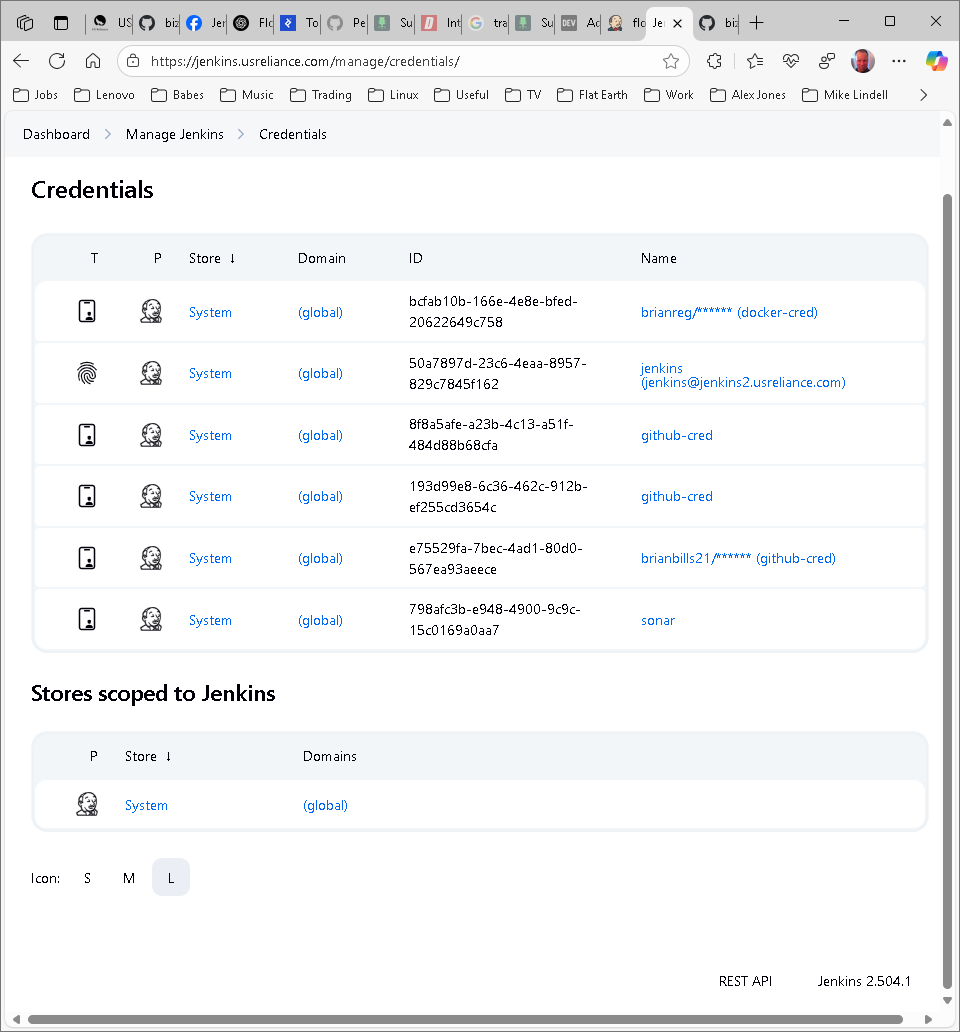 US
biz
Jer
Flo
To
Pe
Su
Int
tra
Su
DEV
Ac
flo
Jer
biz
https://jenkins.usreliance.com/manage/credentials/
Jobs Lenovo Babes Music Trading Linux Useful TV Flat Earth Work Alex Jones Mike Lindell
Dashboard Manage Jenkins Credentials
Credentials
T P Store ↓ Domain ID Name
System (global) bcfab10b-166e-4e8e-bfed-
20622649c758 brianreg/****** (docker-cred)
System (global) 50a7897d-23c6-4eaa-8957-
829c7845f162 jenkins
(jenkins@jenkins2.usreliance.com)
System (global) 8f8a5afe-a23b-4c13-a51f-
484d88b68cfa github-cred
System (global) 193d99e8-6c36-462c-912b-
ef255cd3654c github-cred
System (global) e75529fa-7bec-4ad1-80d0-
567ea93aeece brianbills21/****** (github-cred)
System (global) 798afc3b-e948-4900-9c9c-
15c0169a0aa7 sonar
Stores scoped to Jenkins
P Store ↓ Domains
System (global)
Icon: S M L
REST API Jenkins 2.504.1